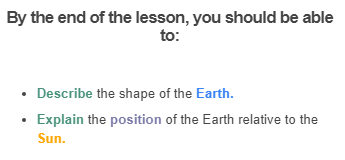 By the end of the lesson, you should be able
to:
• Describe the shape of the Earth.
• Explain the position of the Earth relative to the
Sun.